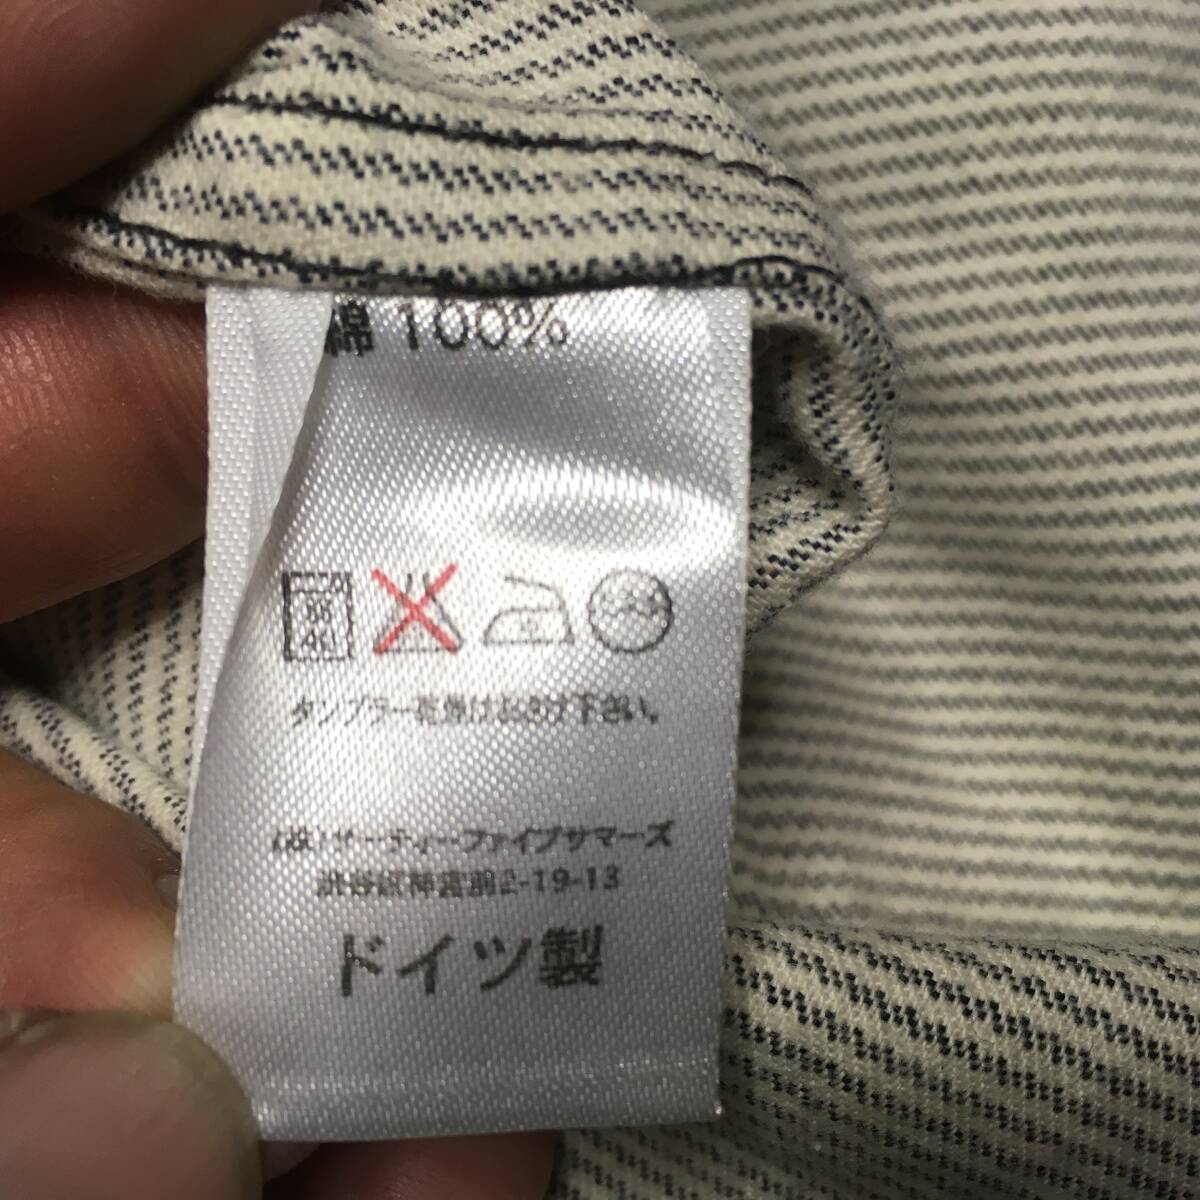 綿 100%
タンブラー乾燥はおさけ下さい。
(株)サーティーファイブサマーズ
渋谷区神宮前2-19-13
ドイツ製